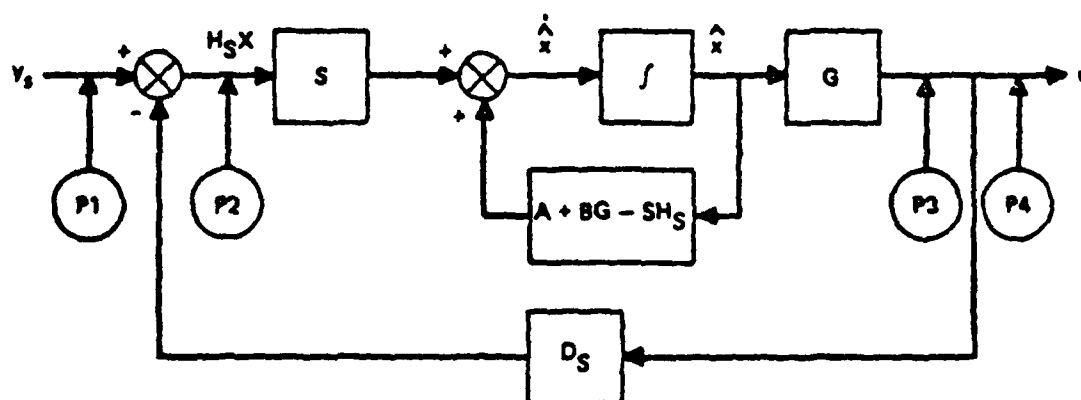 + H_S X S + ẋ̂ ∫ x̂ G
Y_S - +
P1 P2 A + BG − SH_S P3 P4
D_S